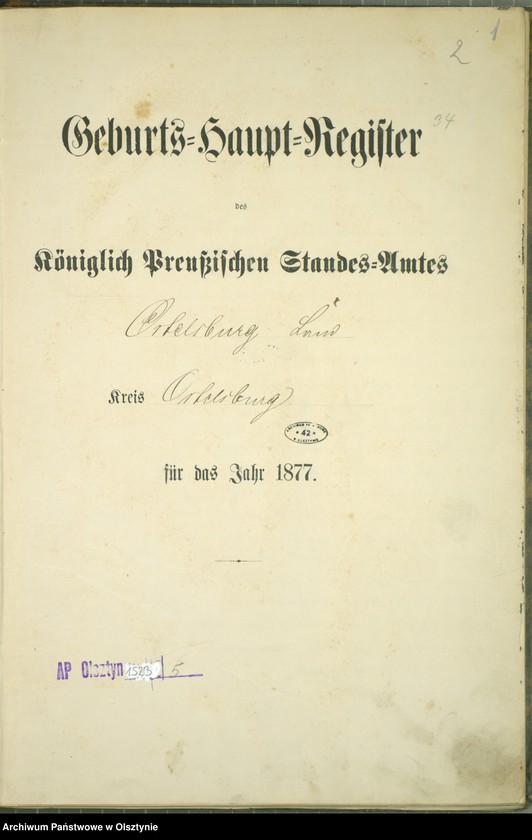 1
2
34
Geburts=Haupt=Register
des
Königlich Preußischen Standes=Amtes
Ortelsburg Land
Kreis Ortelsburg
42
OLSZTYNIE
für das Jahr 1877.
AP Olsztyn 1523 5
Archiwum Państwowe w Olsztynie